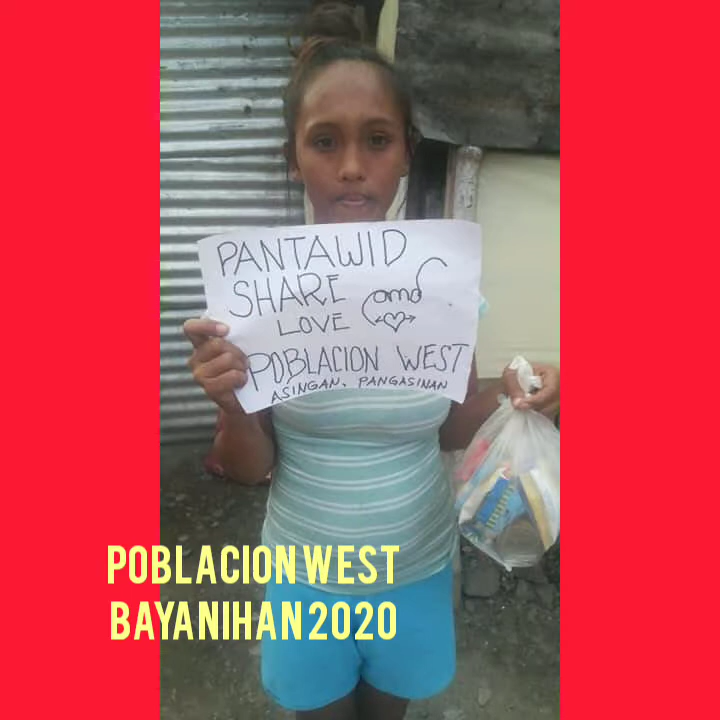 PANTAWID
SHARE and
LOVE
POBLACION WEST
ASINGAN, PANGASINAN
POBLACION WEST
BAYANIHAN 2020